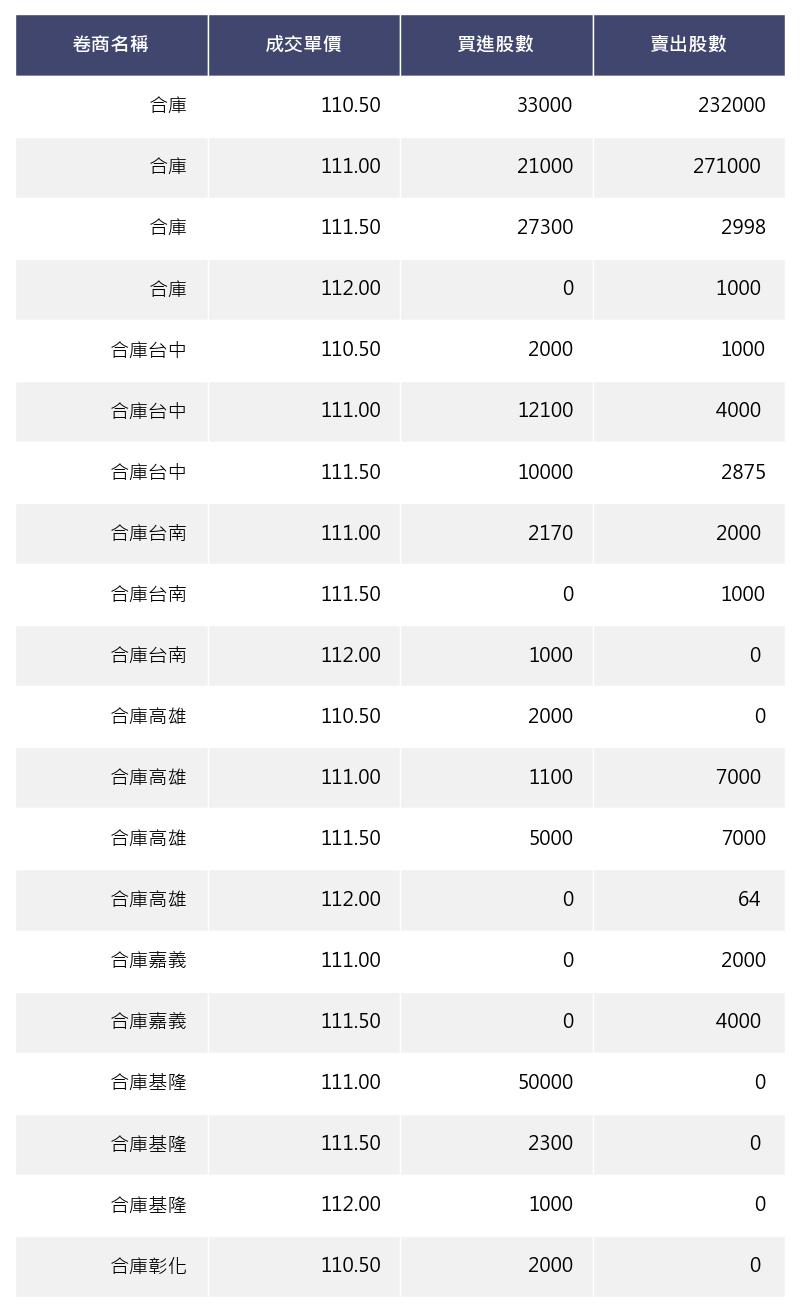 卷商名稱 成交單價 買進股數 賣出股數
合庫 110.50 33000 232000
合庫 111.00 21000 271000
合庫 111.50 27300 2998
合庫 112.00 0 1000
合庫台中 110.50 2000 1000
合庫台中 111.00 12100 4000
合庫台中 111.50 10000 2875
合庫台南 111.00 2170 2000
合庫台南 111.50 0 1000
合庫台南 112.00 1000 0
合庫高雄 110.50 2000 0
合庫高雄 111.00 1100 7000
合庫高雄 111.50 5000 7000
合庫高雄 112.00 0 64
合庫嘉義 111.00 0 2000
合庫嘉義 111.50 0 4000
合庫基隆 111.00 50000 0
合庫基隆 111.50 2300 0
合庫基隆 112.00 1000 0
合庫彰化 110.50 2000 0